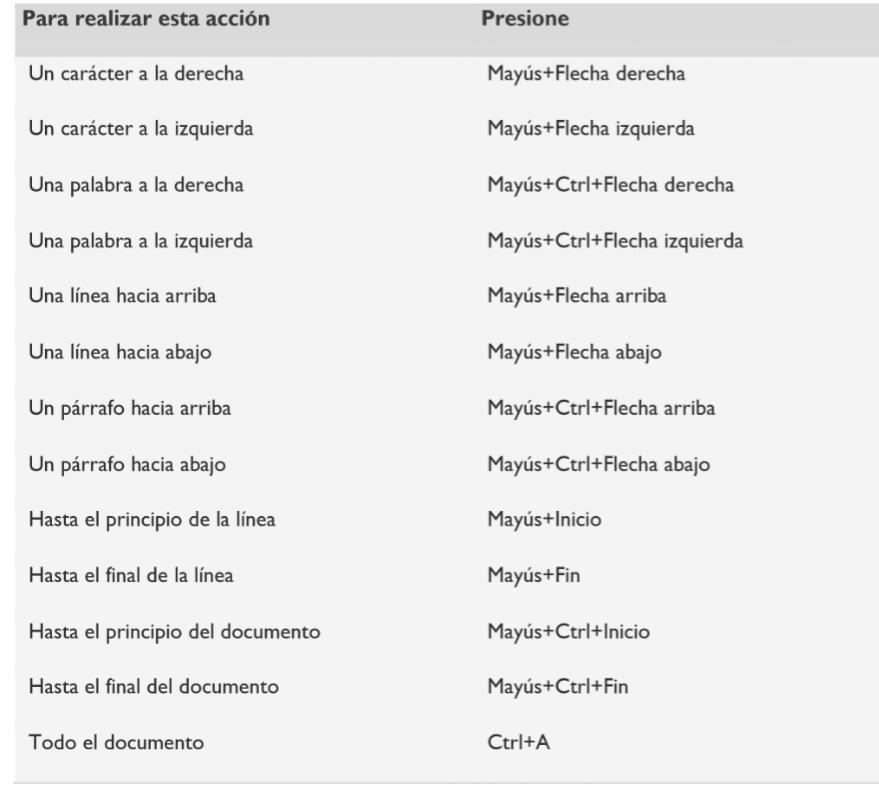 Para realizar esta acción Presione
Un carácter a la derecha Mayús+Flecha derecha
Un carácter a la izquierda Mayús+Flecha izquierda
Una palabra a la derecha Mayús+Ctrl+Flecha derecha
Una palabra a la izquierda Mayús+Ctrl+Flecha izquierda
Una línea hacia arriba Mayús+Flecha arriba
Una línea hacia abajo Mayús+Flecha abajo
Un párrafo hacia arriba Mayús+Ctrl+Flecha arriba
Un párrafo hacia abajo Mayús+Ctrl+Flecha abajo
Hasta el principio de la línea Mayús+Inicio
Hasta el final de la línea Mayús+Fin
Hasta el principio del documento Mayús+Ctrl+Inicio
Hasta el final del documento Mayús+Ctrl+Fin
Todo el documento Ctrl+A